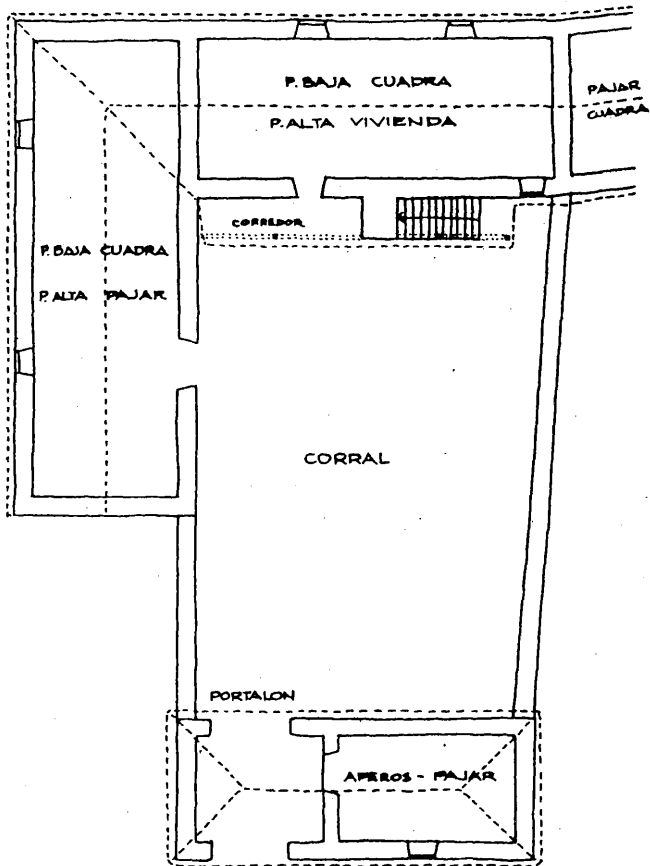 P. BAJA CUADRA
P. ALTA VIVIENDA
PAJAR
CUADRA
CORREDOR
P. BAJA CUADRA
P. ALTA PAJAR
CORRAL
PORTALON
APEROS - PAJAR